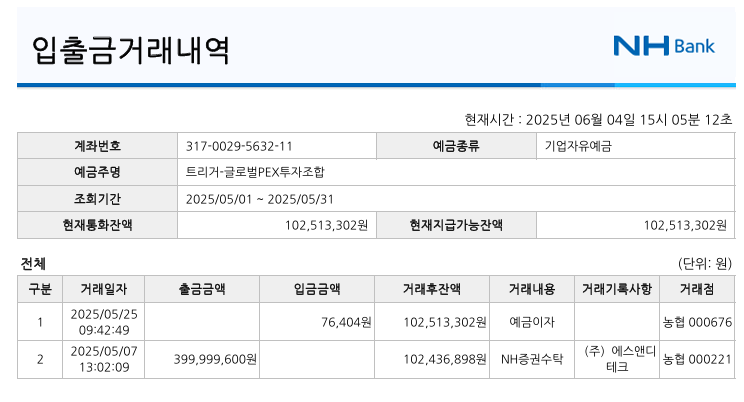 입출금거래내역
NH Bank
현재시간 : 2025년 06월 04일 15시 05분 12초
계좌번호 317-0029-5632-11 예금종류 기업자유예금
예금주명 트리거-글로벌PEX투자조합
조회기간 2025/05/01 ~ 2025/05/31
현재통화잔액 102,513,302원 현재지급가능잔액 102,513,302원
전체 (단위: 원)
구분 거래일자 출금금액 입금금액 거래후잔액 거래내용 거래기록사항 거래점
1 2025/05/25 09:42:49 76,404원 102,513,302원 예금이자 농협 000676
2 2025/05/07 13:02:09 399,999,600원 102,436,898원 NH증권수탁 (주) 에스앤디테크 농협 000221